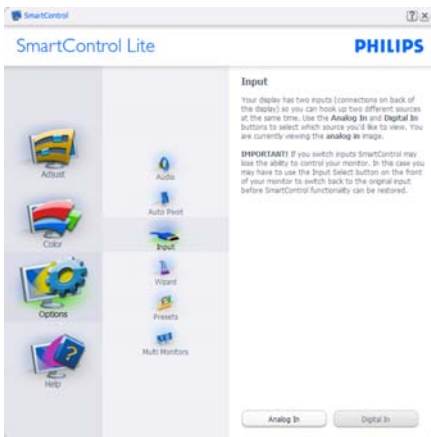 SmartControl
SmartControl Lite
PHILIPS
Adjust
Color
Options
Help
Audio
Auto Pivot
Input
Wizard
Presets
Multi Monitors
Input
Your display has two inputs (connections on back of
the display) so you can hook up two different sources
at the same time. Use the Analog In and Digital In
buttons to select which source you'd like to view. You
are currently viewing the analog in image.
IMPORTANT! If you switch inputs SmartControl may
lose the ability to control your monitor. In this case you
may have to use the Input Select button on the front
of your monitor to switch back to the original input
before SmartControl functionality can be restored.
Analog In
Digital In